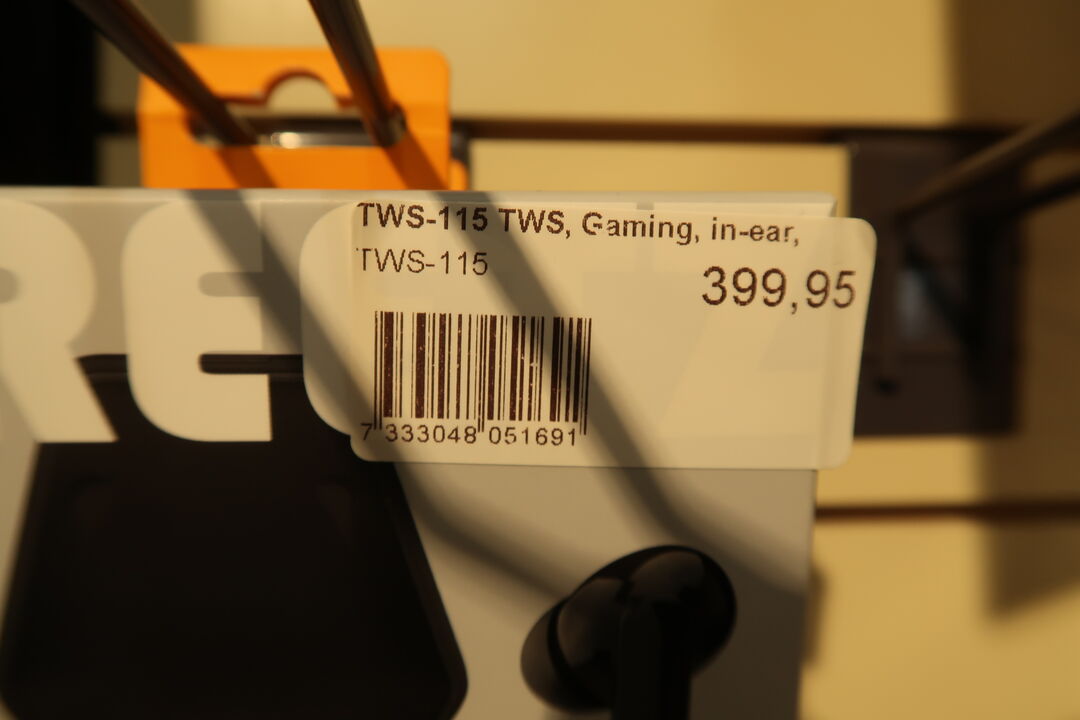 TWS-115 TWS, Gaming, in-ear,
TWS-115
399,95
7 333048 051691